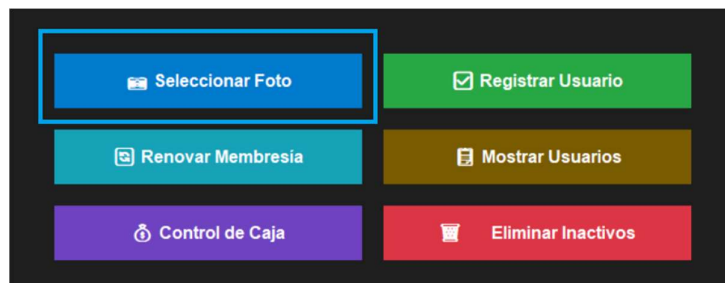 Seleccionar Foto
Registrar Usuario
Renovar Membresia
Mostrar Usuarios
Control de Caja
Eliminar Inactivos